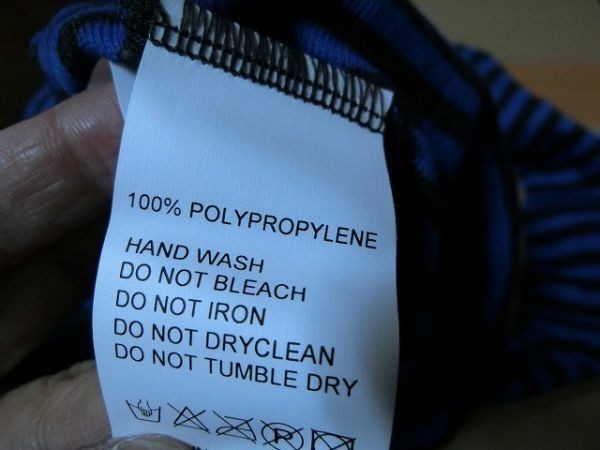 100% POLYPROPYLENE
HAND WASH
DO NOT BLEACH
DO NOT IRON
DO NOT DRYCLEAN
DO NOT TUMBLE DRY
P